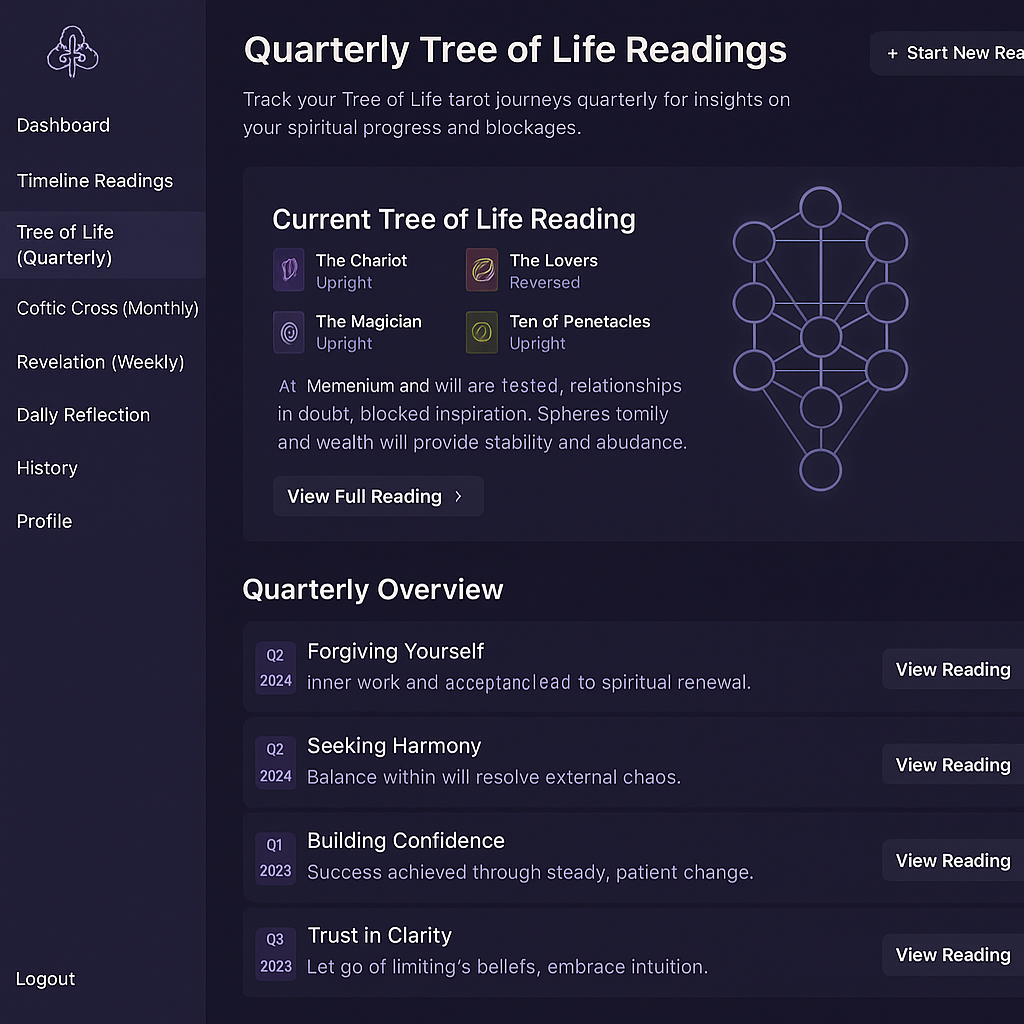 Quarterly Tree of Life Readings
+ Start New Rea
Track your Tree of Life tarot journeys quarterly for insights on
your spiritual progress and blockages.
Dashboard
Timeline Readings
Tree of Life
(Quarterly)
Coftic Cross (Monthly)
Revelation (Weekly)
Dally Reflection
History
Profile
Logout
Current Tree of Life Reading
The Chariot
Upright
The Lovers
Reversed
The Magician
Upright
Ten of Penetacles
Upright
At Memenium and will are tested, relationships
in doubt, blocked inspiration. Spheres tomily
and wealth will provide stability and abudance.
View Full Reading >
Quarterly Overview
Q2
2024
Forgiving Yourself
inner work and acceptanclead to spiritual renewal.
View Reading
Q2
2024
Seeking Harmony
Balance within will resolve external chaos.
View Reading
Q1
2023
Building Confidence
Success achieved through steady, patient change.
View Reading
Q3
2023
Trust in Clarity
Let go of limiting's bellefs, embrace intuition.
View Reading